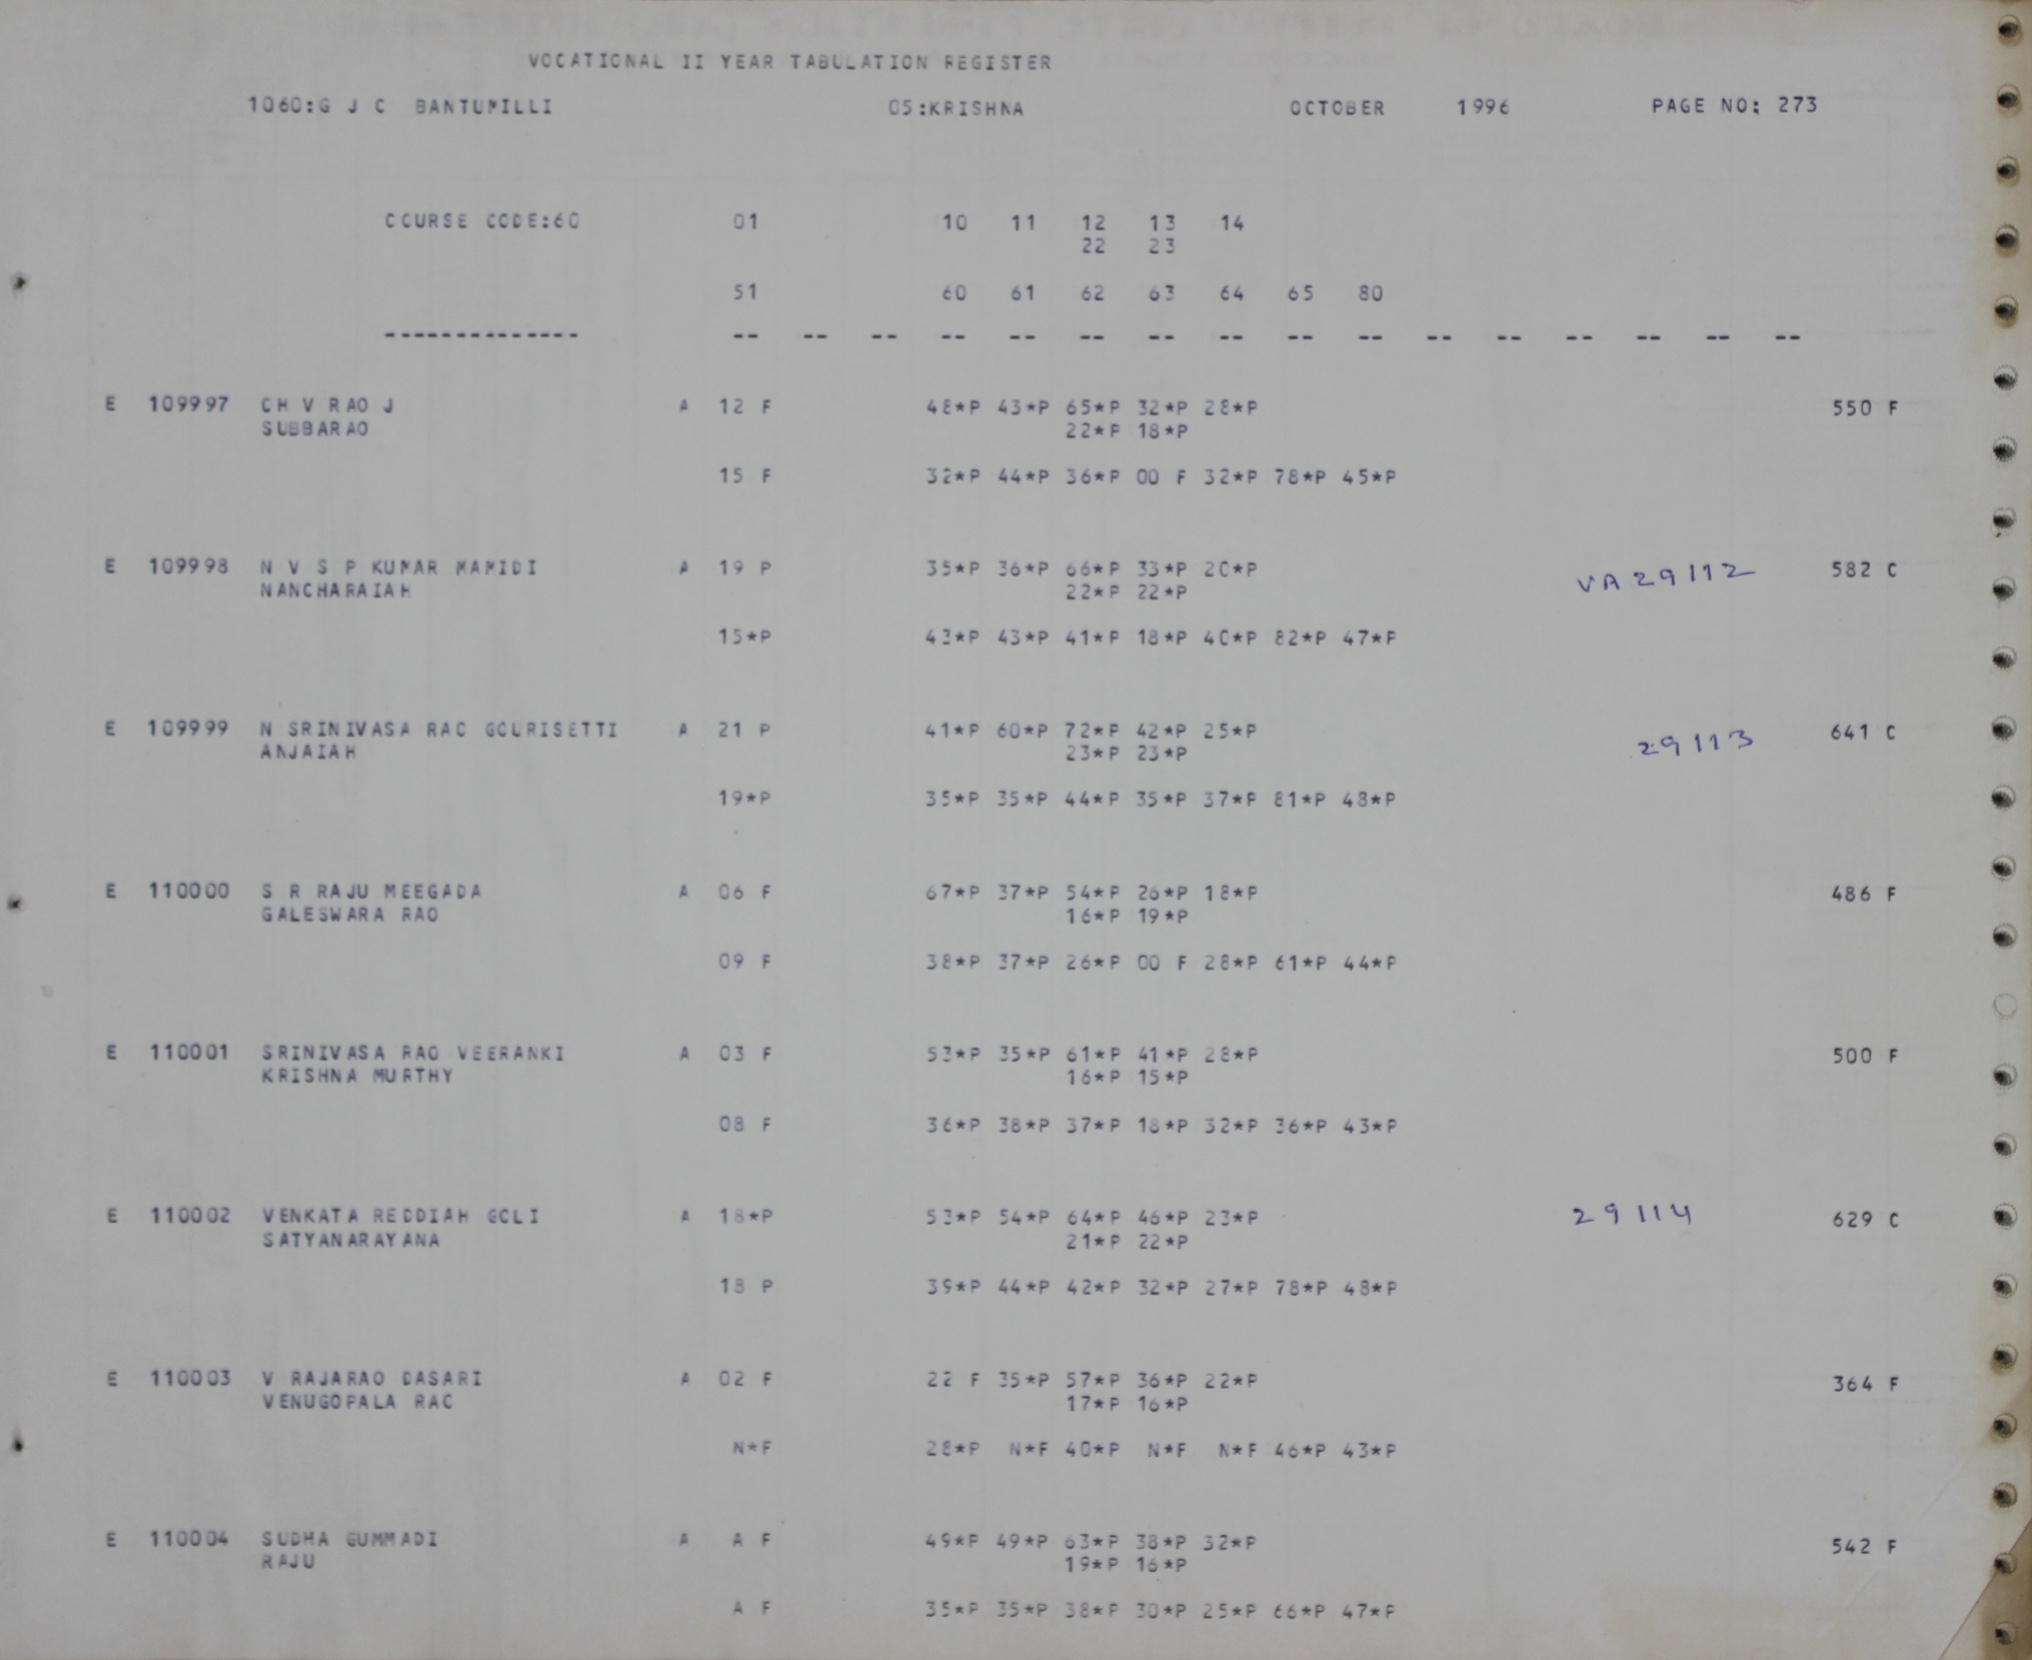 VOCATIONAL II YEAR TABULATION REGISTER
1060:G J C BANTUMILLI 05:KRISHNA OCTOBER 1996 PAGE NO: 273
COURSE CODE:60 01 10 11 12 13 14
22 23
51 60 61 62 63 64 65 80
-------------- -- -- -- -- -- -- -- -- -- -- -- -- -- -- -- --
E 109997 CH V RAO J A 12 F 48*P 43*P 65*P 32*P 28*P 550 F
SUBBARAO 22*P 18*P
15 F 32*P 44*P 36*P 00 F 32*P 78*P 45*P
E 109998 N V S P KUMAR MAMIDI A 19 P 35*P 36*P 66*P 33*P 20*P VA29112 582 C
NANCHARAIAH 22*P 22*P
15*P 43*P 43*P 41*P 18*P 40*P 82*P 47*P
E 109999 N SRINIVASA RAO GOURISETTI A 21 P 41*P 60*P 72*P 42*P 25*P 29113 641 C
ANJAIAH 23*P 23*P
19*P 35*P 35*P 44*P 35*P 37*P 81*P 48*P
E 110000 S R RAJU MEEGADA A 06 F 67*P 37*P 54*P 26*P 18*P 486 F
GALESWARA RAO 16*P 19*P
09 F 38*P 37*P 26*P 00 F 28*P 61*P 44*P
E 110001 SRINIVASA RAO VEERANKI A 03 F 53*P 35*P 61*P 41*P 28*P 500 F
KRISHNA MURTHY 16*P 15*P
08 F 36*P 38*P 37*P 18*P 32*P 36*P 43*P
E 110002 VENKATA REDDIAH GOLI A 18*P 53*P 54*P 64*P 46*P 23*P 29114 629 C
SATYANARAYANA 21*P 22*P
18 P 39*P 44*P 42*P 32*P 27*P 78*P 48*P
E 110003 V RAJARAO DASARI A 02 F 22 F 35*P 57*P 36*P 22*P 364 F
VENUGOPALA RAO 17*P 16*P
N*F 28*P N*F 40*P N*F N*F 46*P 43*P
E 110004 SUDHA GUMMADI A A F 49*P 49*P 63*P 38*P 32*P 542 F
RAJU 19*P 16*P
A F 35*P 35*P 38*P 30*P 25*P 66*P 47*P